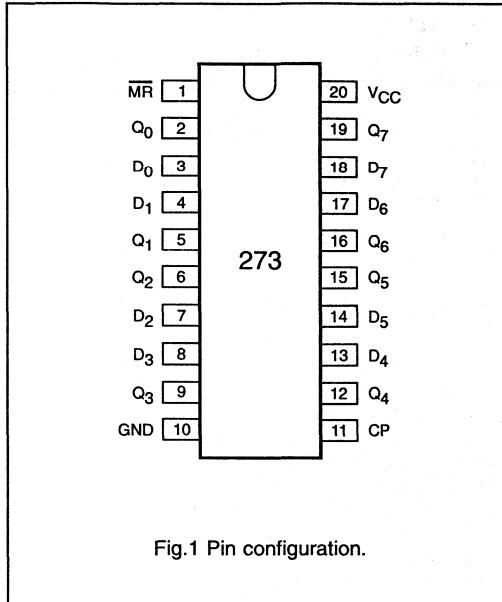 M̅R̅ 1 20 VCC
Q0 2 19 Q7
D0 3 18 D7
D1 4 17 D6
Q1 5 16 Q6
273
Q2 6 15 Q5
D2 7 14 D5
D3 8 13 D4
Q3 9 12 Q4
GND 10 11 CP
Fig.1 Pin configuration.